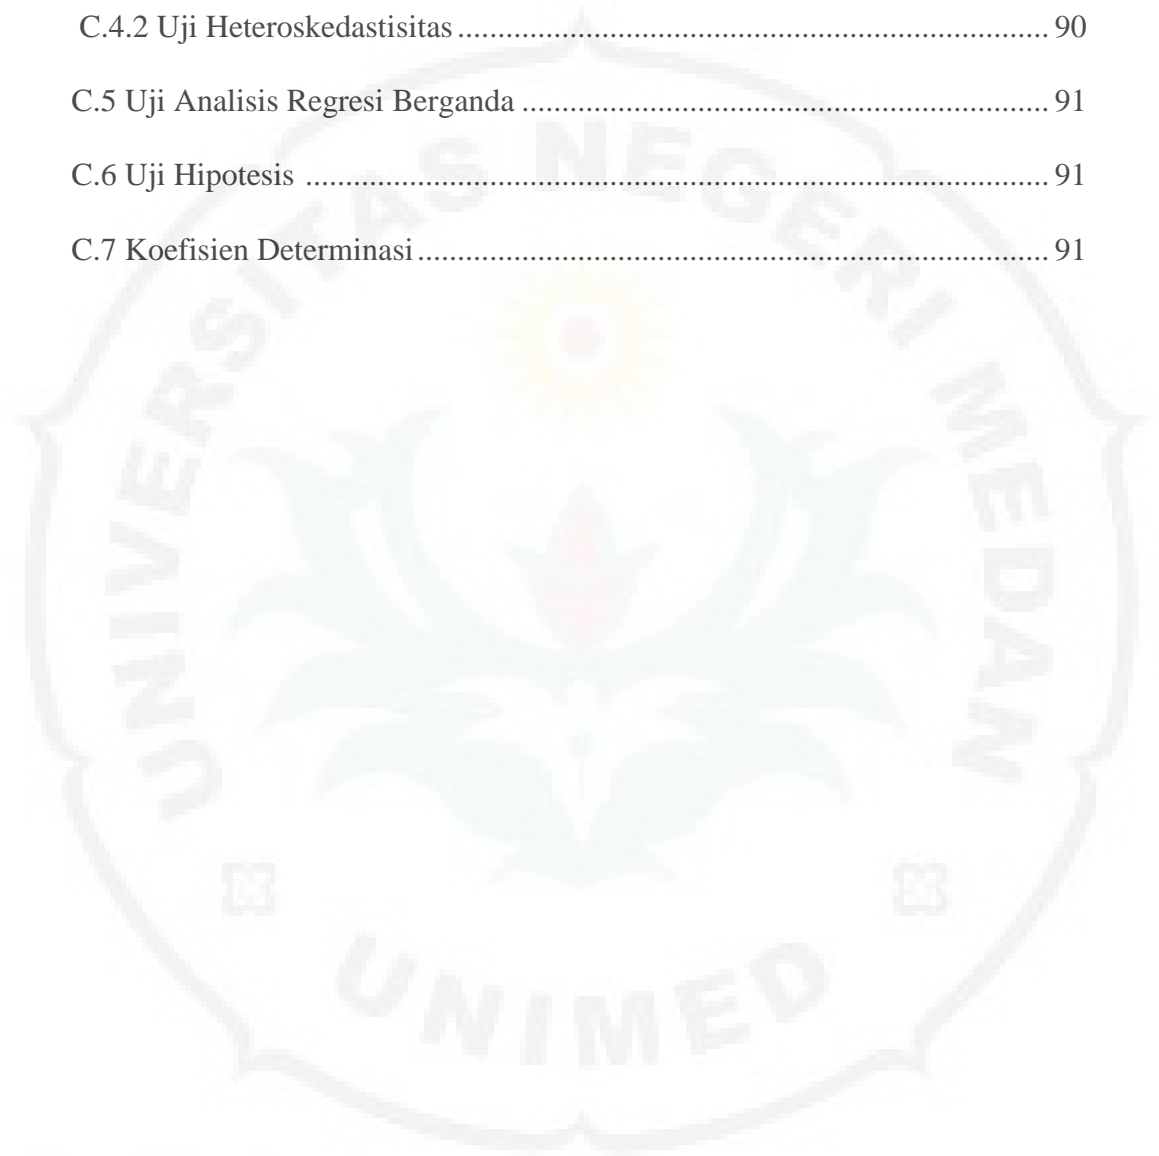 C.4.2 Uji Heteroskedastisitas ........................................................................... 90
C.5 Uji Analisis Regresi Berganda ................................................................... 91
C.6 Uji Hipotesis .............................................................................................. 91
C.7 Koefisien Determinasi ................................................................................ 91
UNIVERSITAS NEGERI MEDAN
UNIMED